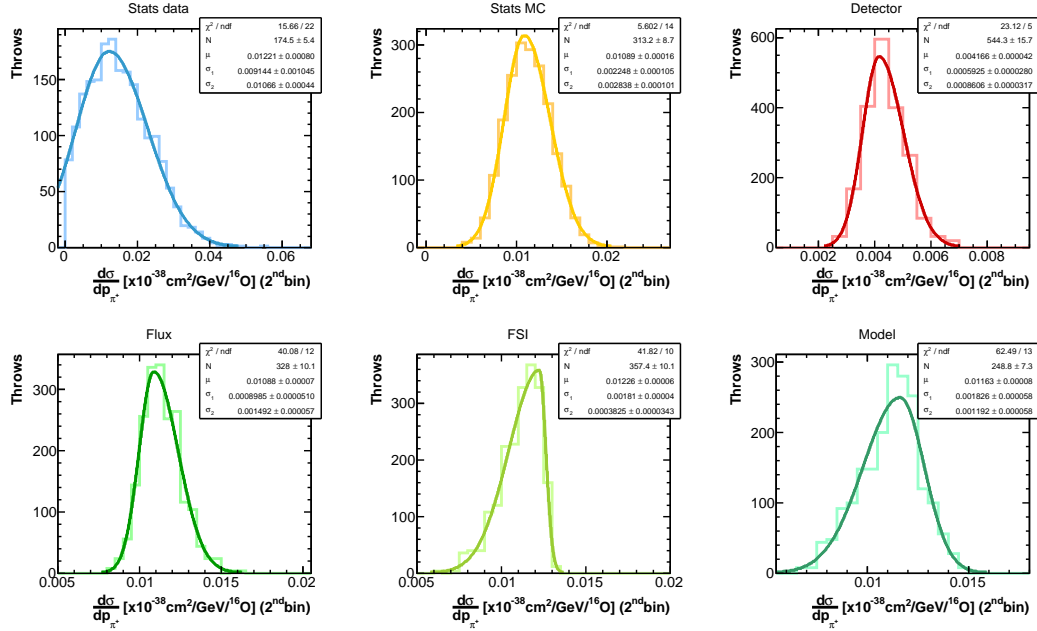 Stats data
χ² / ndf 15.66 / 22
N 174.5 ± 5.4
μ 0.01221 ± 0.00080
σ₁ 0.009144 ± 0.001045
σ₂ 0.01066 ± 0.00044
Throws
150
100
50
0
0 0.02 0.04 0.06
dσ/dp_π⁺ [x10⁻³⁸cm²/GeV/¹⁶O] (2ⁿᵈbin)
Stats MC
χ² / ndf 5.602 / 14
N 313.2 ± 8.7
μ 0.01089 ± 0.00016
σ₁ 0.002248 ± 0.000105
σ₂ 0.002838 ± 0.000101
Throws
300
200
100
0
0 0.01 0.02
dσ/dp_π⁺ [x10⁻³⁸cm²/GeV/¹⁶O] (2ⁿᵈbin)
Detector
χ² / ndf 23.12 / 5
N 544.3 ± 15.7
μ 0.004166 ± 0.000042
σ₁ 0.0005925 ± 0.0000280
σ₂ 0.0008606 ± 0.0000317
Throws
600
400
200
0
0.002 0.004 0.006 0.008
dσ/dp_π⁺ [x10⁻³⁸cm²/GeV/¹⁶O] (2ⁿᵈbin)
Flux
χ² / ndf 40.08 / 12
N 328 ± 10.1
μ 0.01088 ± 0.00007
σ₁ 0.0008985 ± 0.0000510
σ₂ 0.001492 ± 0.000057
Throws
300
200
100
0
0.005 0.01 0.015 0.02
dσ/dp_π⁺ [x10⁻³⁸cm²/GeV/¹⁶O] (2ⁿᵈbin)
FSI
χ² / ndf 41.82 / 10
N 357.4 ± 10.1
μ 0.01226 ± 0.00006
σ₁ 0.00181 ± 0.00004
σ₂ 0.0003825 ± 0.0000343
Throws
300
200
100
0
0.005 0.01 0.015 0.02
dσ/dp_π⁺ [x10⁻³⁸cm²/GeV/¹⁶O] (2ⁿᵈbin)
Model
χ² / ndf 62.49 / 13
N 248.8 ± 7.3
μ 0.01163 ± 0.00008
σ₁ 0.001826 ± 0.000058
σ₂ 0.001192 ± 0.000058
Throws
300
200
100
0
0.01 0.015
dσ/dp_π⁺ [x10⁻³⁸cm²/GeV/¹⁶O] (2ⁿᵈbin)